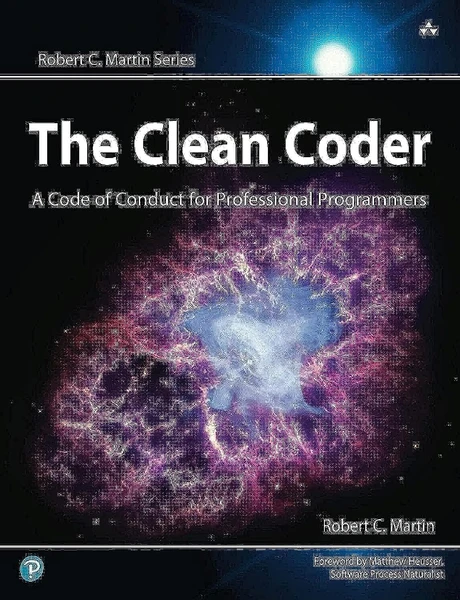 Robert C. Martin Series
The Clean Coder
A Code of Conduct for Professional Programmers
Robert C. Martin
Foreword by Matthew Heusser,
Software Process Naturalist